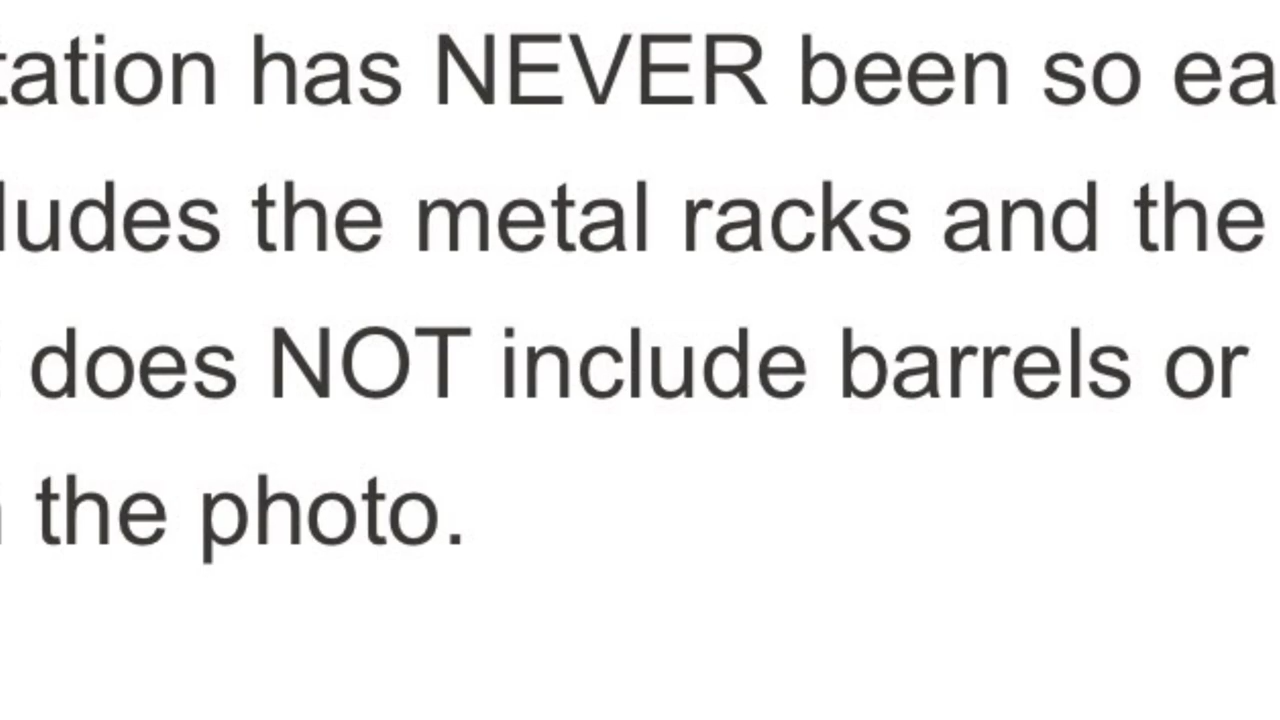 tation has NEVER been so ea
ludes the metal racks and the
does NOT include barrels or
the photo.